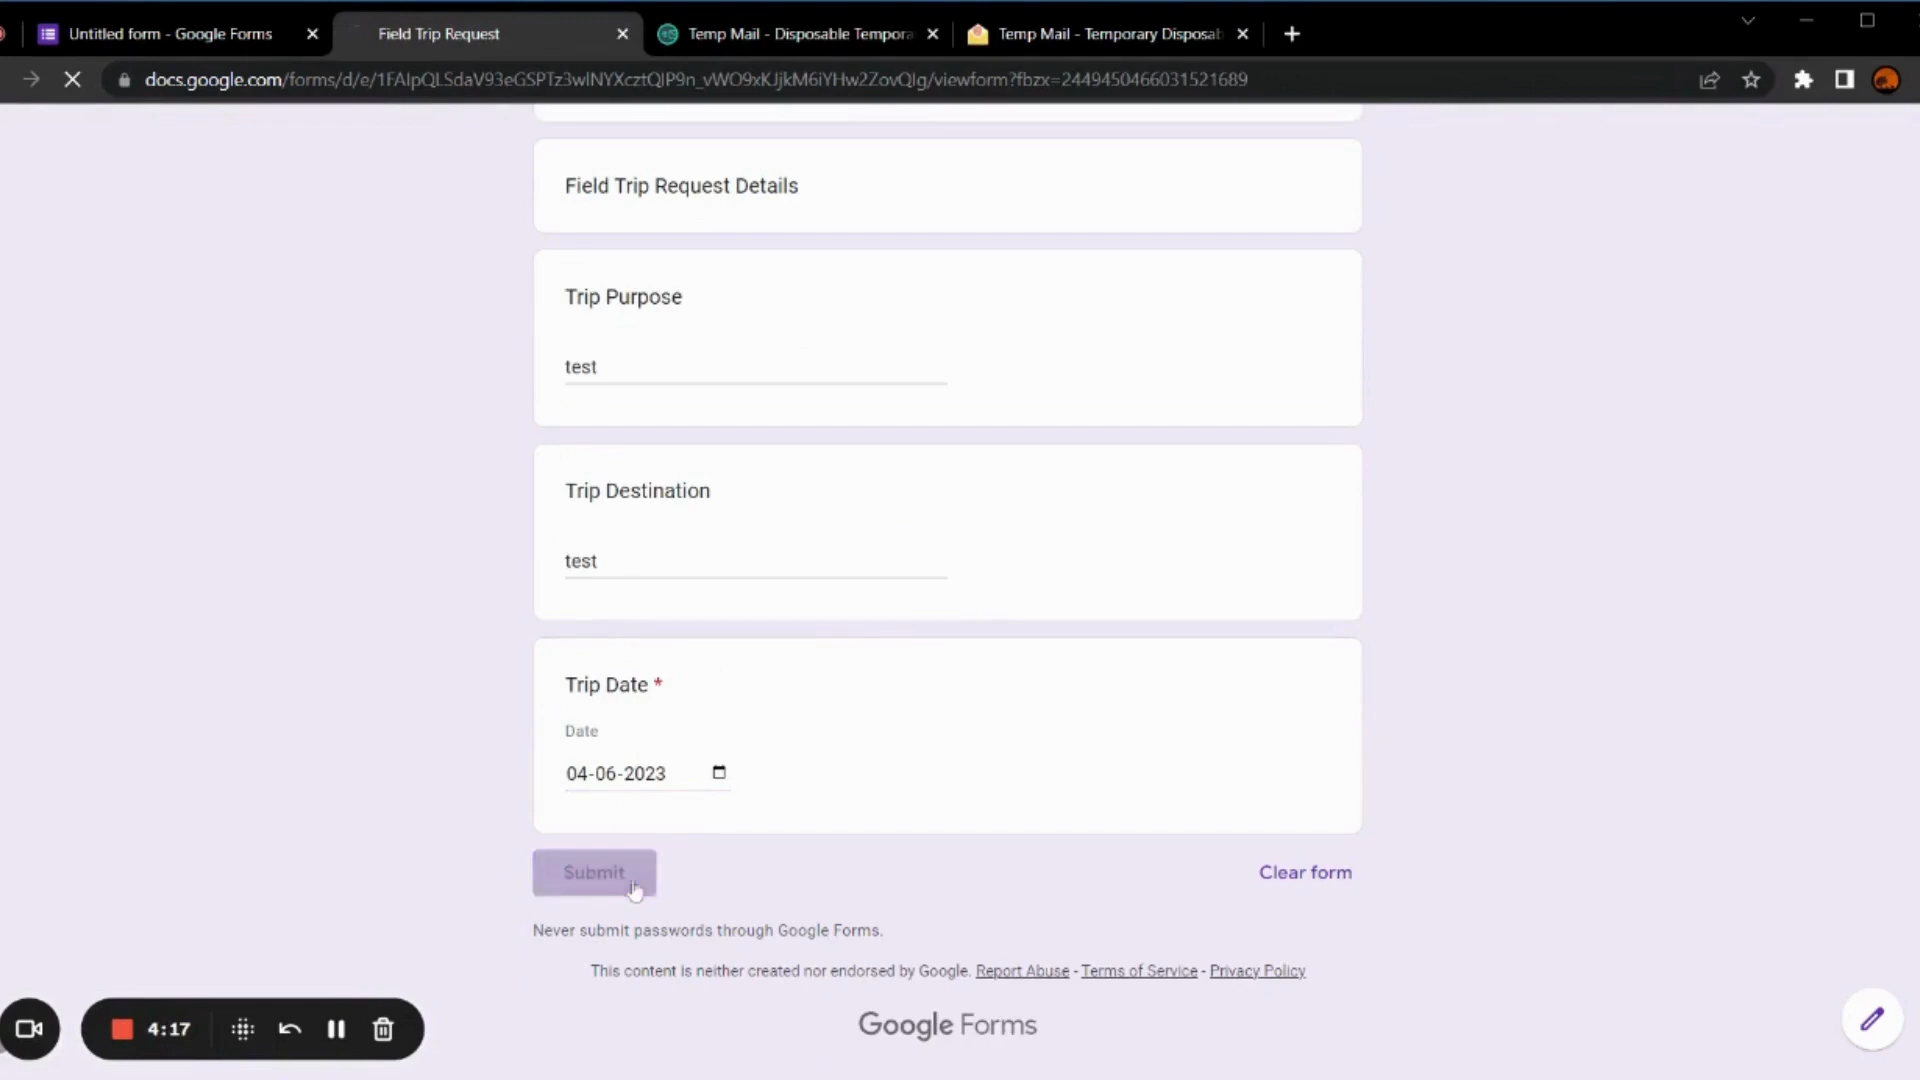 Untitled form - Google Forms
Field Trip Request
Temp Mail - Disposable Tempora
Temp Mail - Temporary Disposab
docs.google.com/forms/d/e/1FAIpQLSdaV93eGSPTz3wlNYXcztQlP9n_vWO9xKJjkM6iYHw2ZovQIg/viewform?fbzx=2449450466031521689
Field Trip Request Details
Trip Purpose
test
Trip Destination
test
Trip Date *
Date
04-06-2023
Submit
Clear form
Never submit passwords through Google Forms.
This content is neither created nor endorsed by Google. Report Abuse - Terms of Service - Privacy Policy
Google Forms
4:17